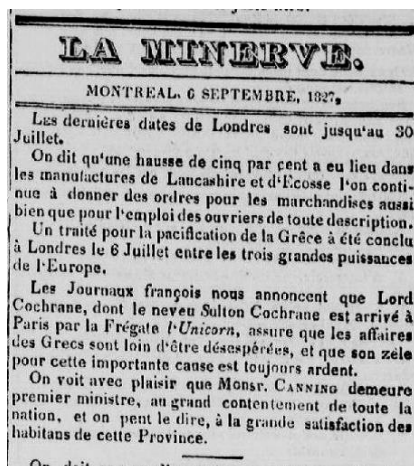 LA MINERVE.
MONTREAL, 6 SEPTEMBRE, 1827,
Les dernières dates de Londres sont jusqu'au 30
Juillet.
On dit qu'une hausse de cinq par cent a eu lieu dans
les manufactures de Lancashire et d'Ecosse l'on conti-
nue à donner des ordres pour les marchandises aussi
bien que pour l'emploi des ouvriers de toute description.
Un traité pour la pacification de la Grêce à été conclu
à Londres le 6 Juillet entre les trois grandes puissances
de l'Europe.
Les Journaux françois nous annoncent que Lord
Cochrane, dont le neveu Sulton Cochrane est arrivé à
Paris par la Frégate l'Unicorn, assure que les affaires
des Grecs sont loin d'être désespérées, et que son zéle
pour cette importante cause est toujours ardent.
On voit avec plaisir que Monsr. CANNING demeure
premier ministre, au grand contentement de toute la
nation, et on pent le dire, à la grande satisfaction des
habitans de cette Province.